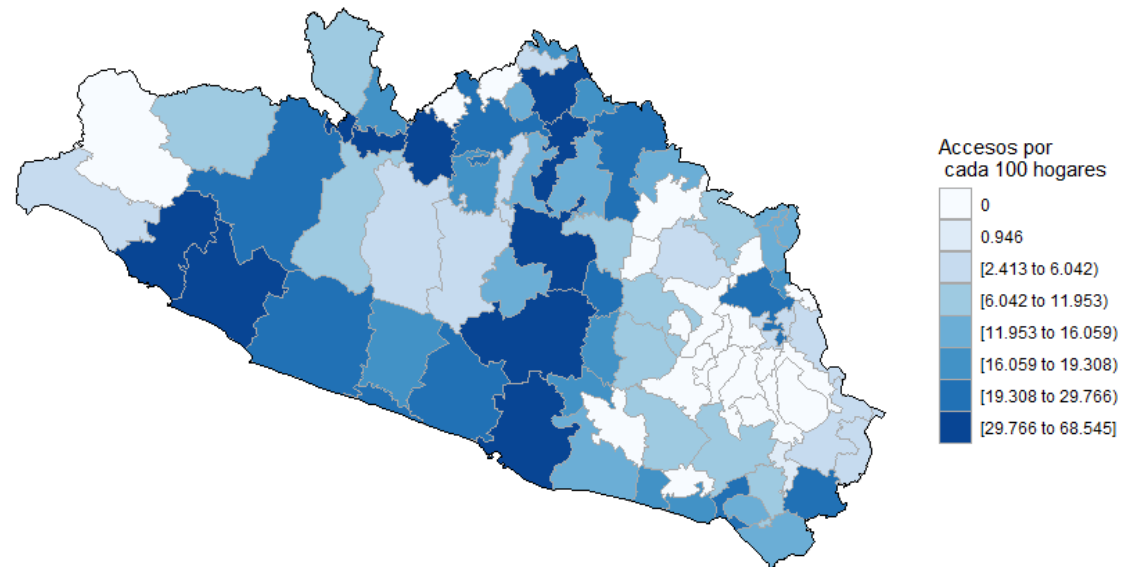 Accesos por
cada 100 hogares
0
0.946
[2.413 to 6.042)
[6.042 to 11.953)
[11.953 to 16.059)
[16.059 to 19.308)
[19.308 to 29.766)
[29.766 to 68.545]